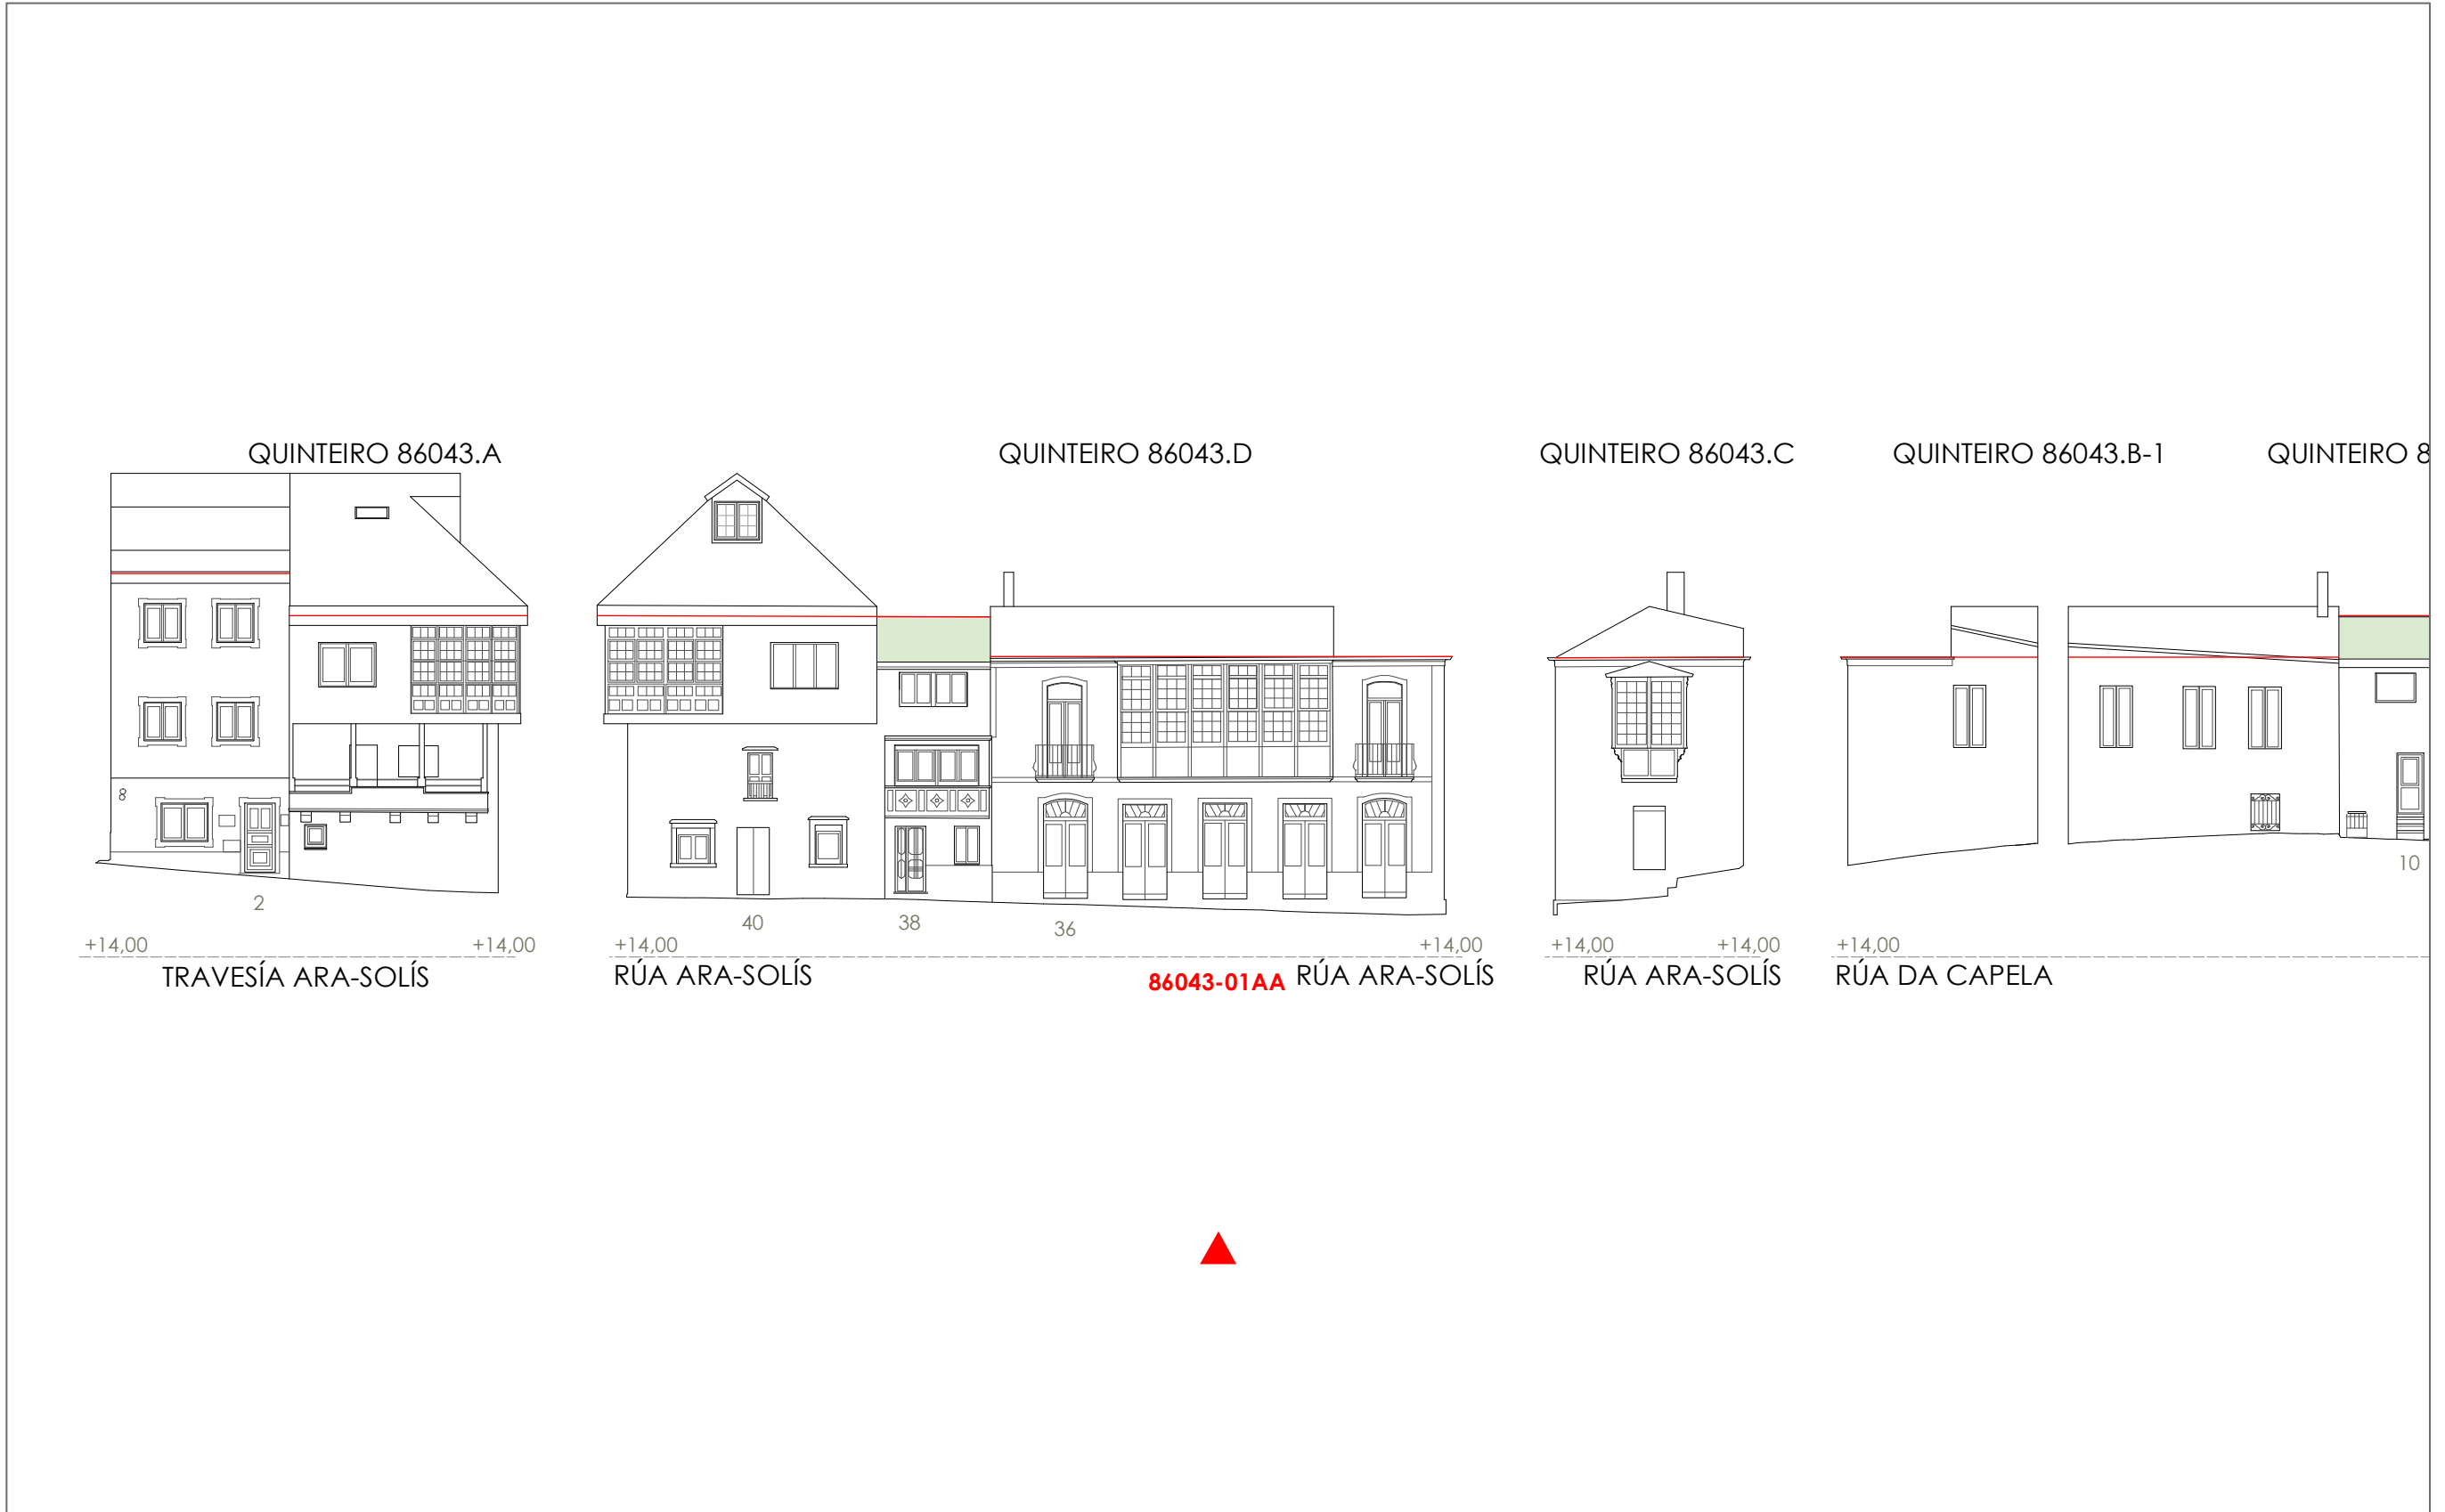 QUINTEIRO 86043.A
QUINTEIRO 86043.D
QUINTEIRO 86043.C
QUINTEIRO 86043.B-1
QUINTEIRO 8
8
2
40
38
36
10
+14,00
+14,00
+14,00
+14,00
+14,00
+14,00
+14,00
TRAVESÍA ARA-SOLÍS
RÚA ARA-SOLÍS
86043-01AA
RÚA ARA-SOLÍS
RÚA ARA-SOLÍS
RÚA DA CAPELA